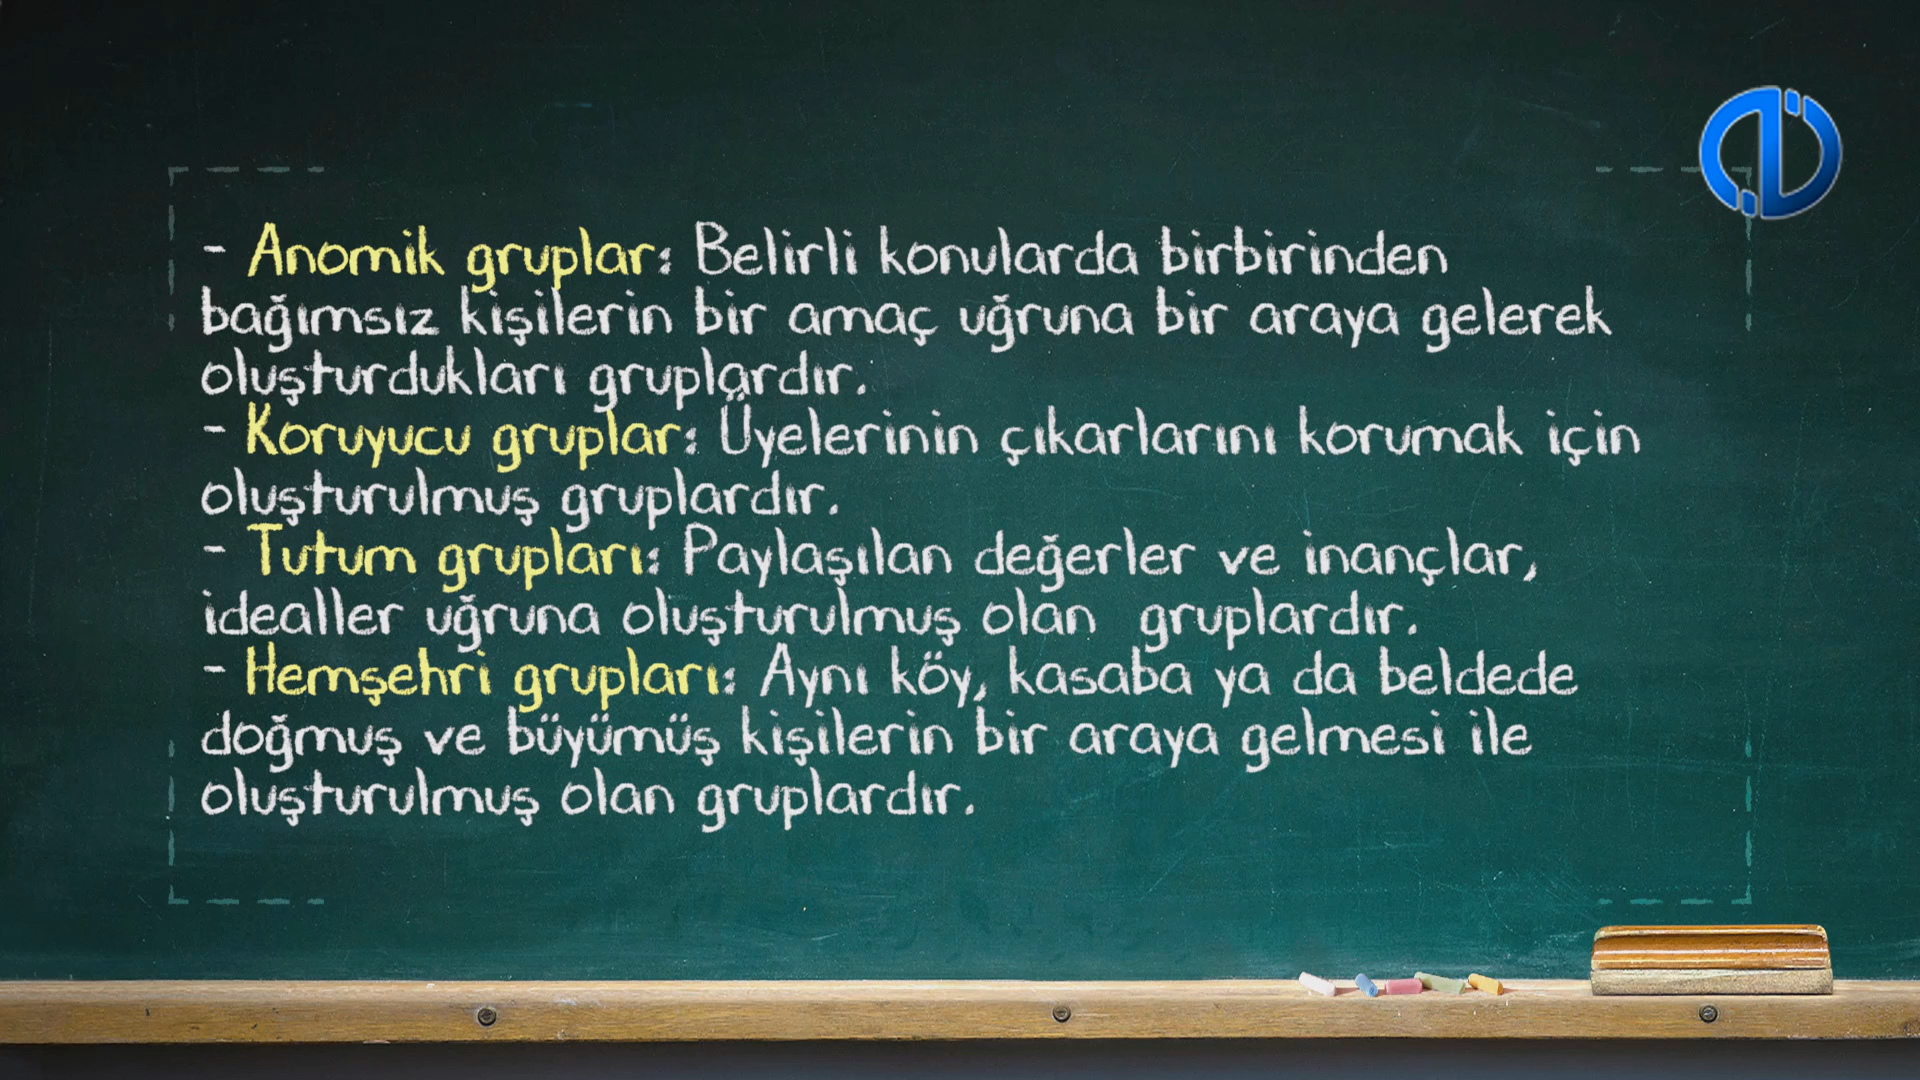 - Anomik gruplar: Belirli konularda birbirinden
bağımsız kişilerin bir amaç uğruna bir araya gelerek
oluşturdukları gruplardır.
- Koruyucu gruplar: Üyelerinin çıkarlarını korumak için
oluşturulmuş gruplardır.
- Tutum grupları: Paylaşılan değerler ve inançlar,
idealler uğruna oluşturulmuş olan gruplardır.
- Hemşehri grupları: Aynı köy, kasaba ya da beldede
doğmuş ve büyümüş kişilerin bir araya gelmesi ile
oluşturulmuş olan gruplardır.